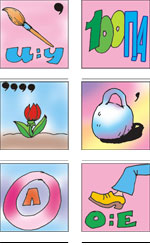 ,
и:у
100ПА
,,,,
,
Л
О:Е